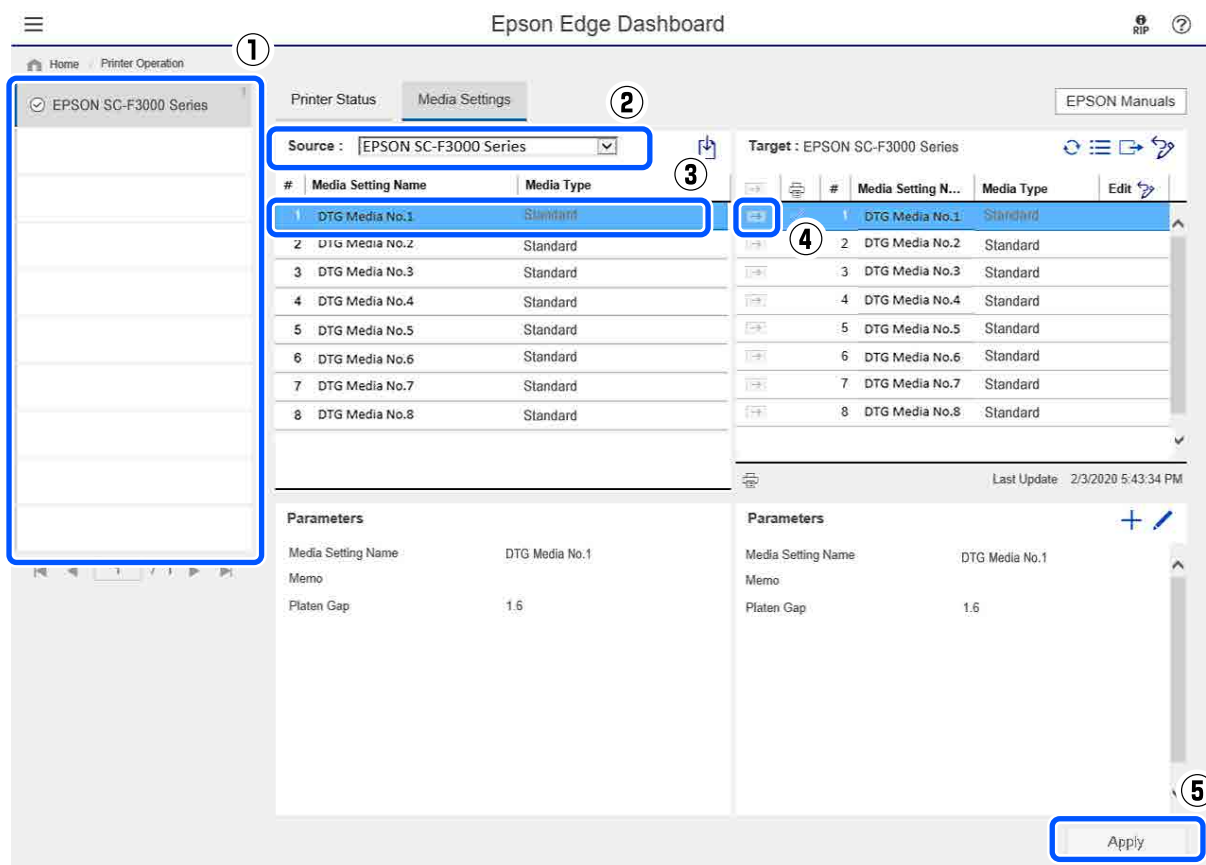 Epson Edge Dashboard
RIP
?
①
Home / Printer Operation
EPSON SC-F3000 Series 1
Printer Status Media Settings ②
EPSON Manuals
Source : EPSON SC-F3000 Series
③
# Media Setting Name Media Type
1 DTG Media No.1 Standard
2 DTG Media No.2 Standard
3 DTG Media No.3 Standard
4 DTG Media No.4 Standard
5 DTG Media No.5 Standard
6 DTG Media No.6 Standard
7 DTG Media No.7 Standard
8 DTG Media No.8 Standard
Target : EPSON SC-F3000 Series
# Media Setting N... Media Type Edit
1 DTG Media No.1 Standard
④
2 DTG Media No.2 Standard
3 DTG Media No.3 Standard
4 DTG Media No.4 Standard
5 DTG Media No.5 Standard
6 DTG Media No.6 Standard
7 DTG Media No.7 Standard
8 DTG Media No.8 Standard
Last Update 2/3/2020 5:43:34 PM
Parameters
Media Setting Name DTG Media No.1
Memo
Platen Gap 1.6
Parameters
Media Setting Name DTG Media No.1
Memo
Platen Gap 1.6
⑤
Apply